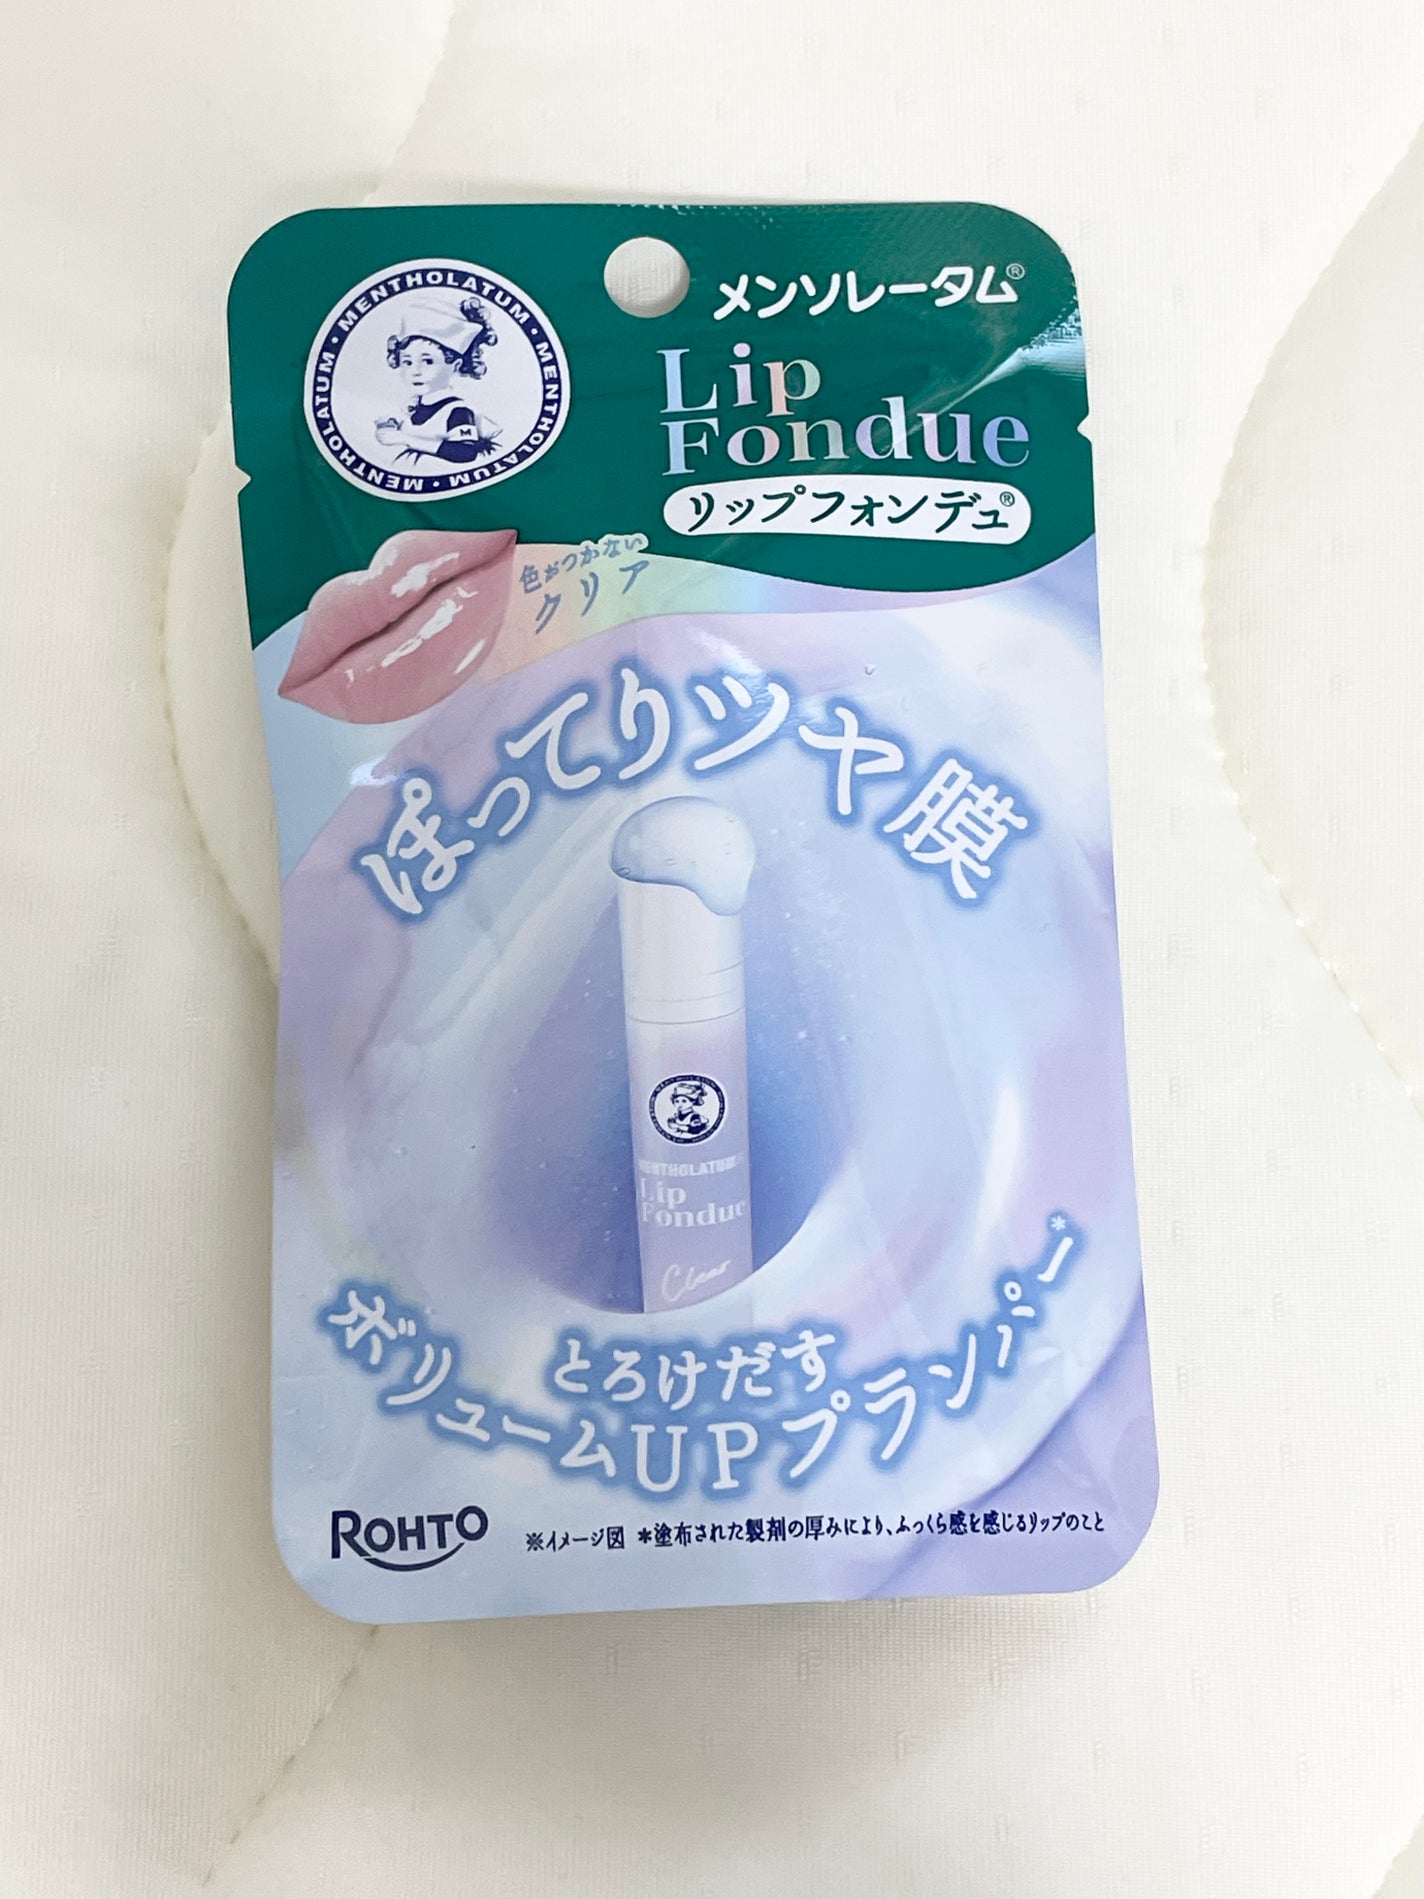 MENTHOLATUM・MENTHOLATUM・MENTHOLATUM・
メンソレータム®
Lip
Fondue
リップフォンデュ®
色がつかない
クリア
ぽってりツヤ膜
MENTHOLATUM
Lip
Fondue
Clear
とろけだす
ボリュームUPプランパー*
ROHTO
※イメージ図 *塗布された製剤の厚みにより、ふっくら感を感じるリップのこと